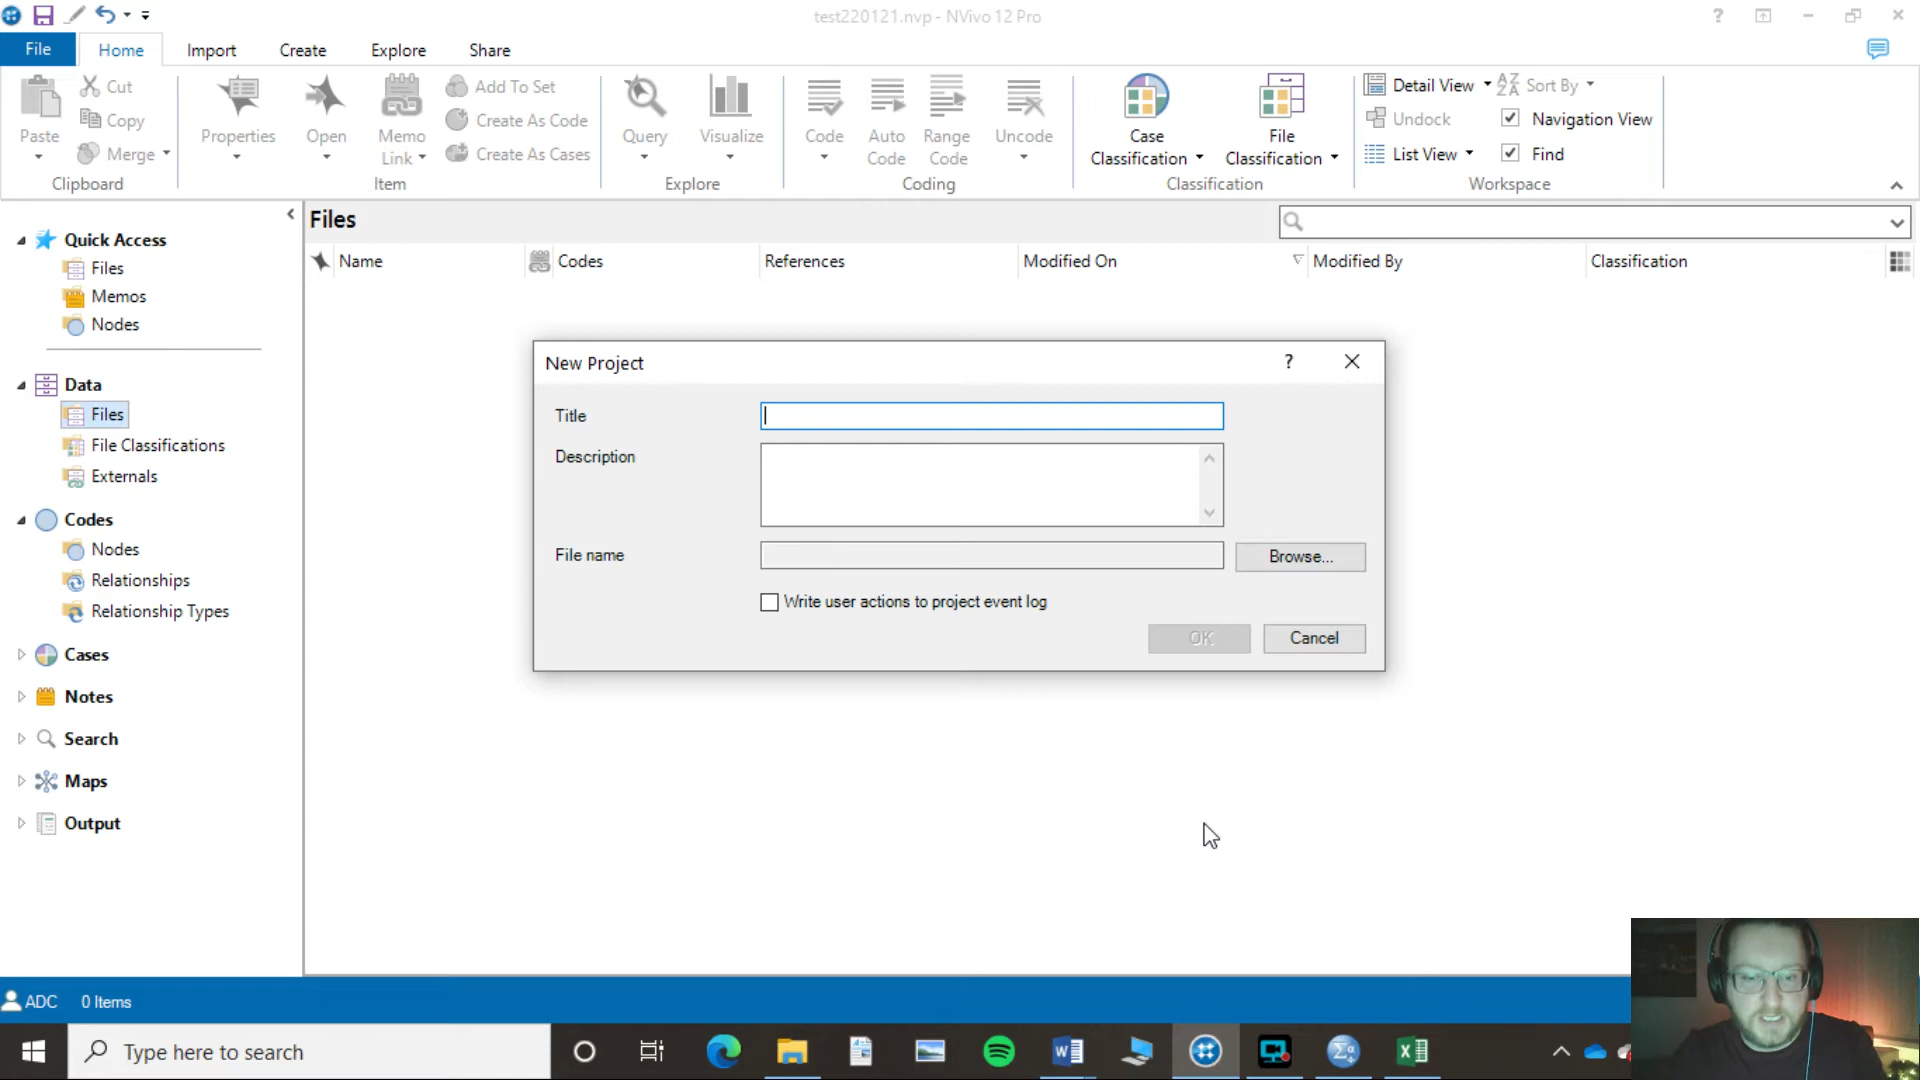 test220121.nvp - NVivo 12 Pro
?
File Home Import Create Explore Share
Paste
Cut
Copy
Merge
Clipboard
Properties
Open
Memo Link
Add To Set
Create As Code
Create As Cases
Item
Query
Visualize
Explore
Code
Auto Code
Range Code
Uncode
Coding
Case Classification
File Classification
Classification
Detail View
Sort By
Undock
Navigation View
List View
Find
Workspace
Quick Access
Files
Memos
Nodes
Data
Files
File Classifications
Externals
Codes
Nodes
Relationships
Relationship Types
Cases
Notes
Search
Maps
Output
Files
Name Codes References Modified On Modified By Classification
New Project ?
Title
Description
File name
Browse...
Write user actions to project event log
OK Cancel
ADC 0 Items
Type here to search